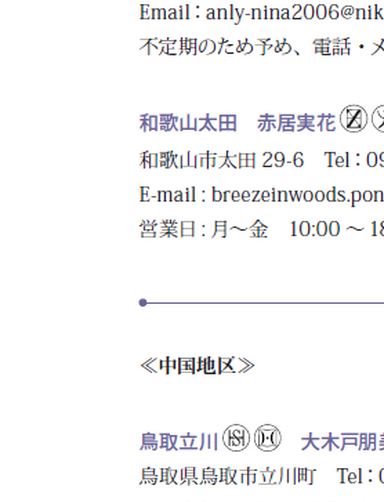 Email : anly-nina2006@nik
不定期のため予め、電話・メ
和歌山太田　赤居実花
和歌山市太田 29-6　Tel : 09
E-mail : breezeinwoods.pon
営業日 : 月～金　10:00 ～ 18
≪中国地区≫
鳥取立川　大木戸朋美
鳥取県鳥取市立川町　Tel : 0